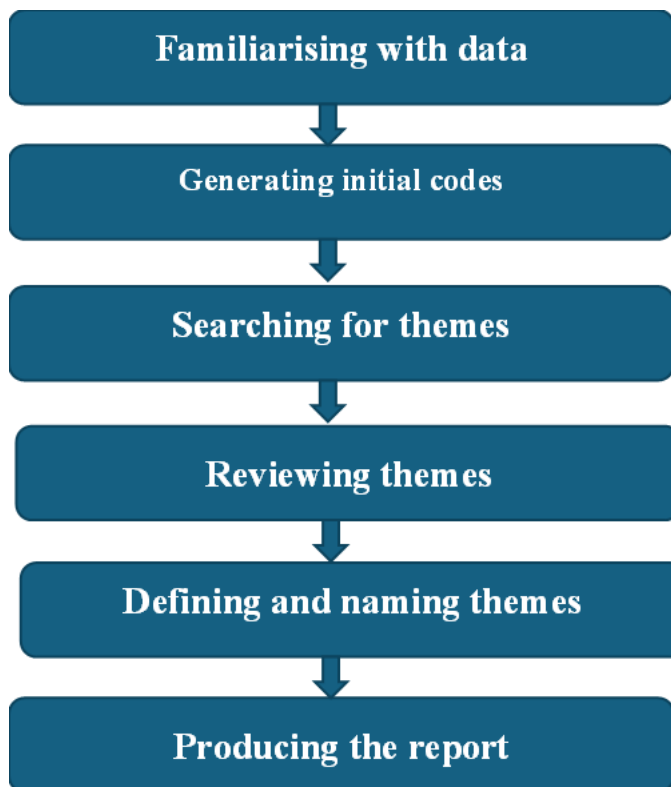 Familiarising with data
Generating initial codes
Searching for themes
Reviewing themes
Defining and naming themes
Producing the report